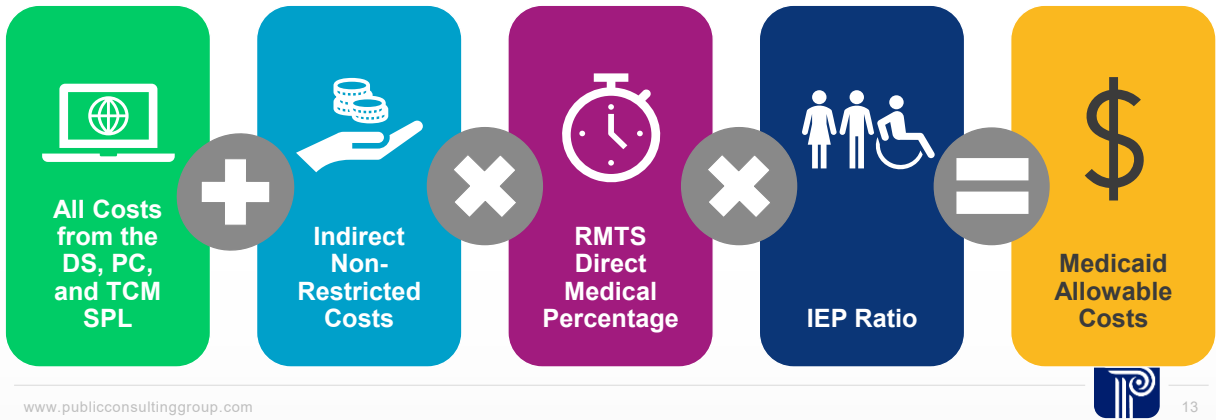 All Costs
from the
DS, PC,
and TCM
SPL
Indirect
Non-
Restricted
Costs
RMTS
Direct
Medical
Percentage
IEP Ratio
Medicaid
Allowable
Costs
www.publicconsultinggroup.com
13